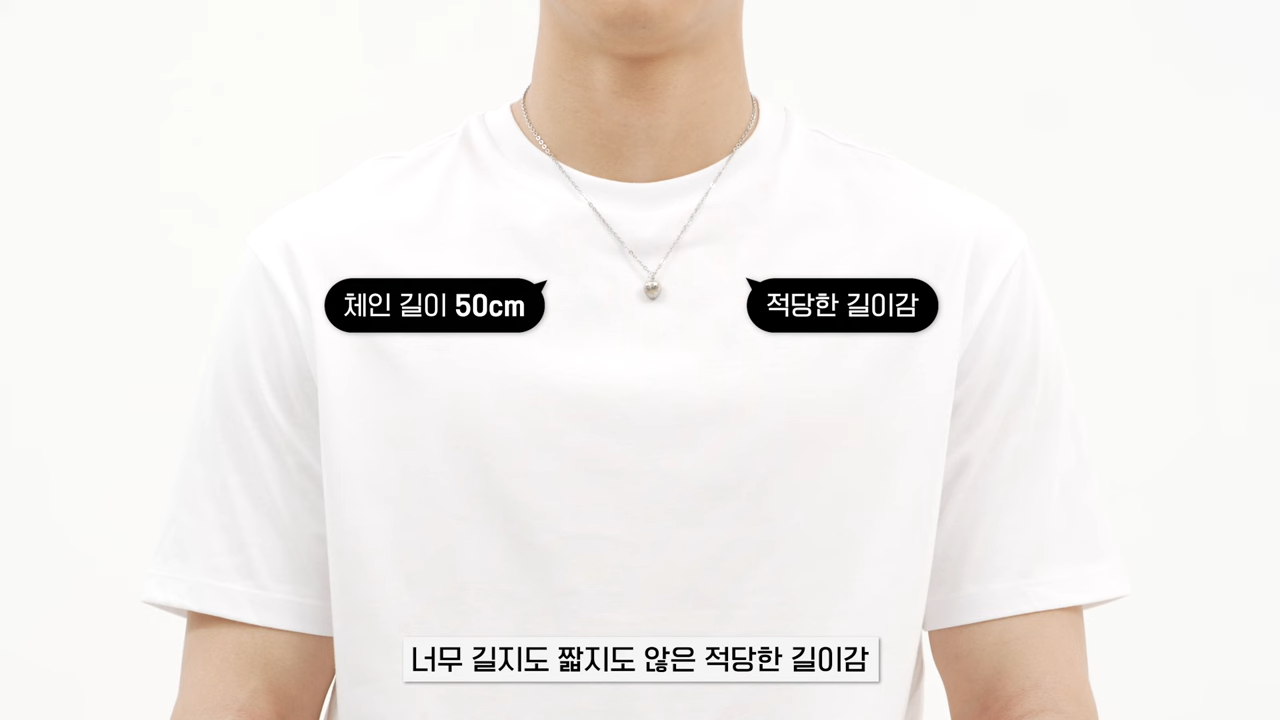 체인 길이 50cm
적당한 길이감
너무 길지도 짧지도 않은 적당한 길이감